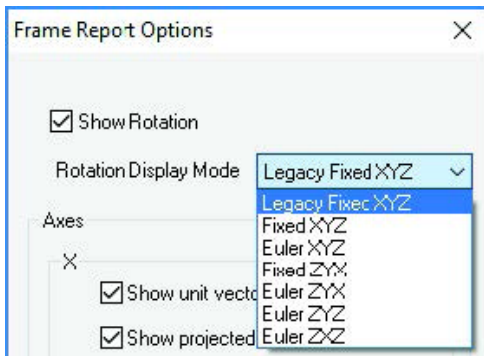 Frame Report Options
Show Rotation
Rotation Display Mode
Legacy Fixed XYZ
Legacy Fixed XYZ
Fixed XYZ
Euler XYZ
Fixed ZYX
Euler ZYX
Euler ZYZ
Euler ZXZ
Axes
X
Show unit vecto
Show projected